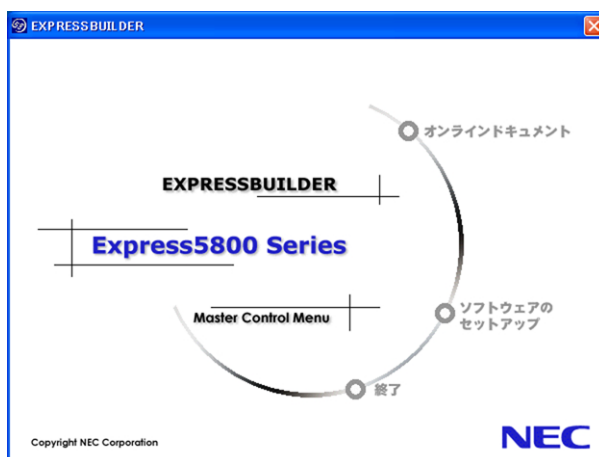 EXPRESSBUILDER
オンラインドキュメント
EXPRESSBUILDER
Express5800 Series
Master Control Menu
ソフトウェアの
セットアップ
終了
Copyright NEC Corporation
NEC